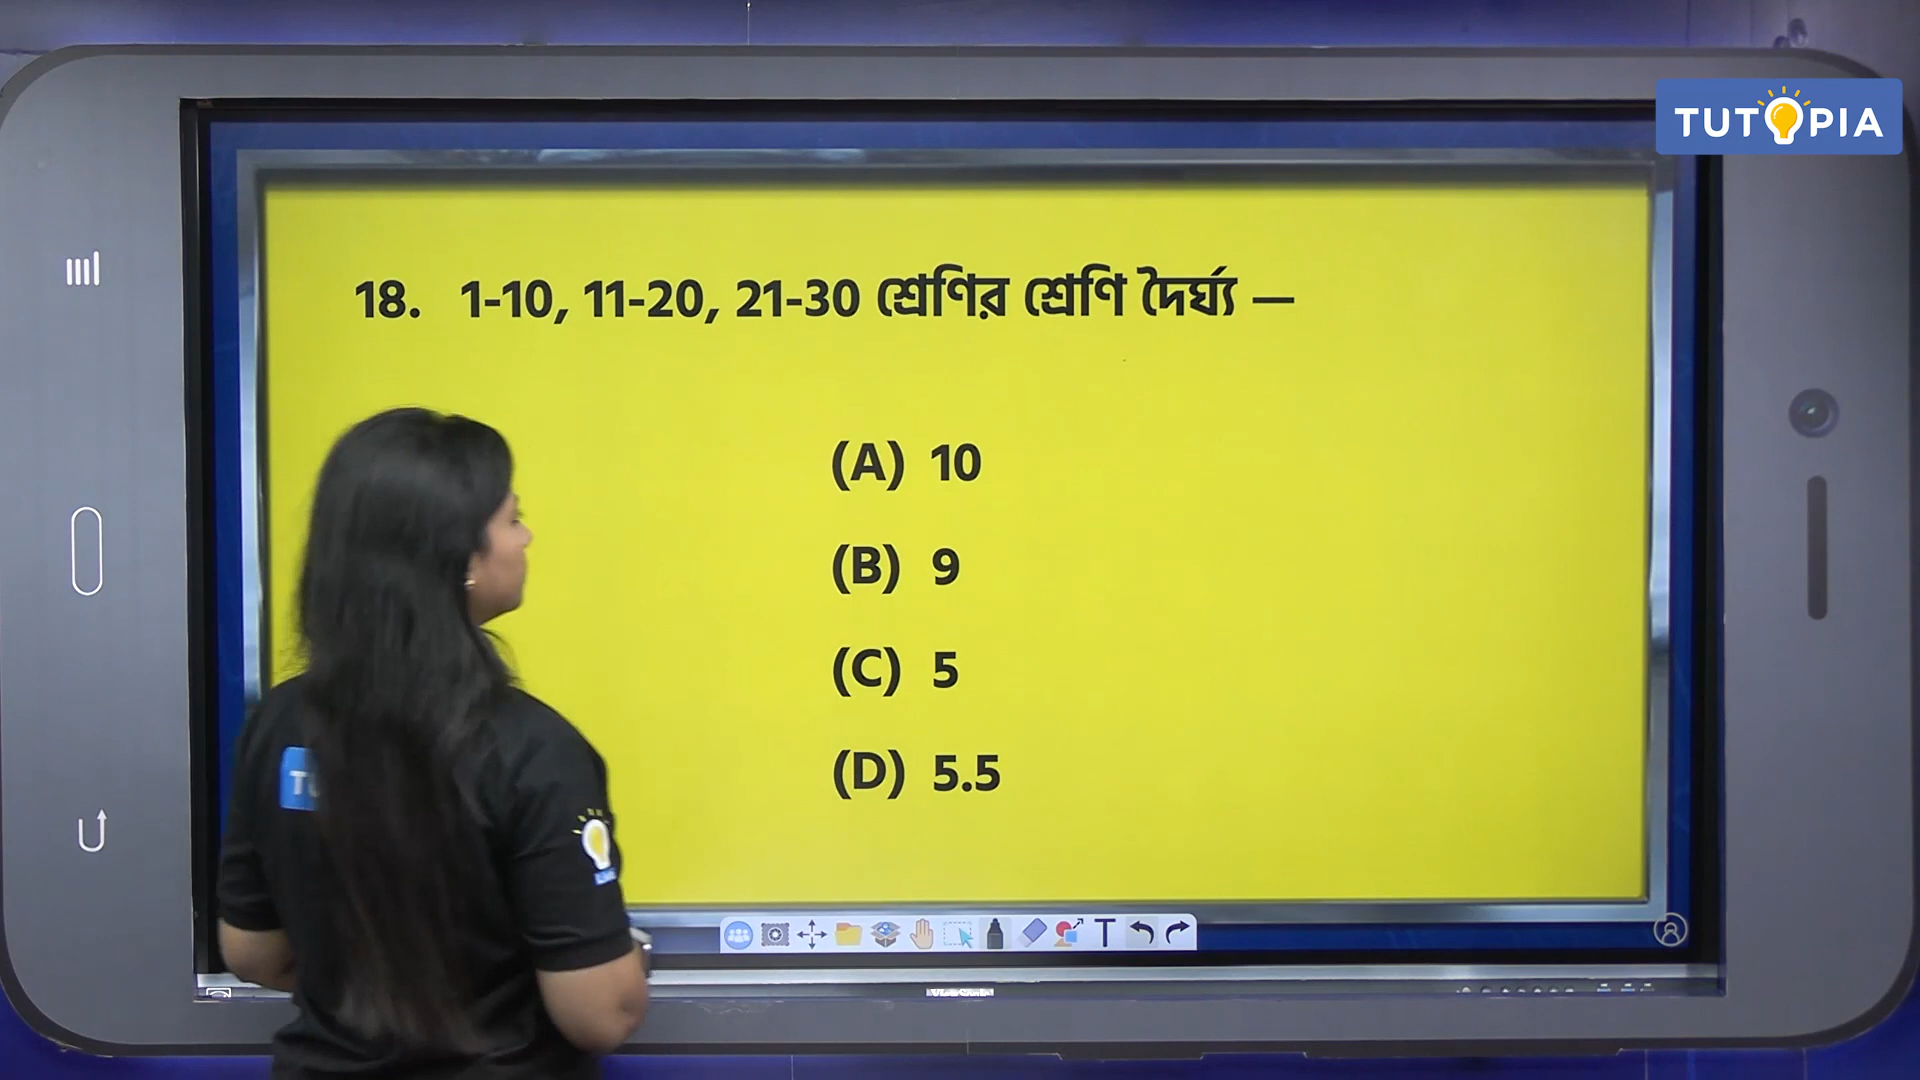 TUTOPIA
18. 1-10, 11-20, 21-30 শ্রেণির শ্রেণি দৈর্ঘ্য —
(A) 10
(B) 9
(C) 5
(D) 5.5